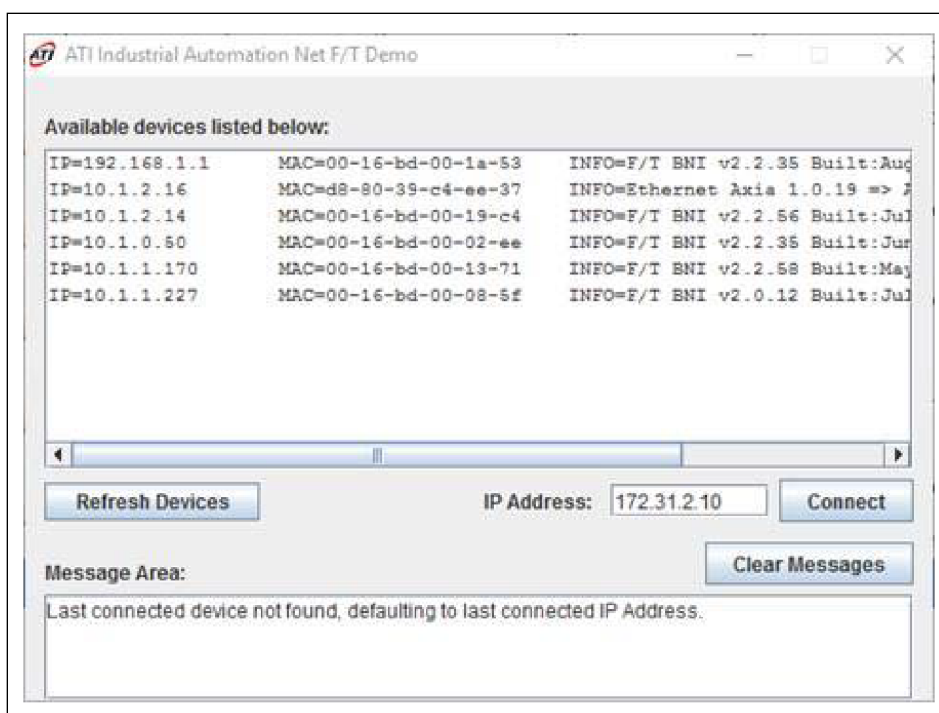 ATI ATI Industrial Automation Net F/T Demo
Available devices listed below:
IP=192.168.1.1 MAC=00-16-bd-00-1a-53 INFO=F/T BNI v2.2.35 Built:Aug
IP=10.1.2.16 MAC=d8-80-39-c4-ee-37 INFO=Ethernet Axia 1.0.19 => A
IP=10.1.2.14 MAC=00-16-bd-00-19-c4 INFO=F/T BNI v2.2.56 Built:Jul
IP=10.1.0.50 MAC=00-16-bd-00-02-ee INFO=F/T BNI v2.2.35 Built:Jun
IP=10.1.1.170 MAC=00-16-bd-00-13-71 INFO=F/T BNI v2.2.58 Built:May
IP=10.1.1.227 MAC=00-16-bd-00-08-5f INFO=F/T BNI v2.0.12 Built:Jul
Refresh Devices IP Address: 172.31.2.10 Connect
Clear Messages
Message Area:
Last connected device not found, defaulting to last connected IP Address.